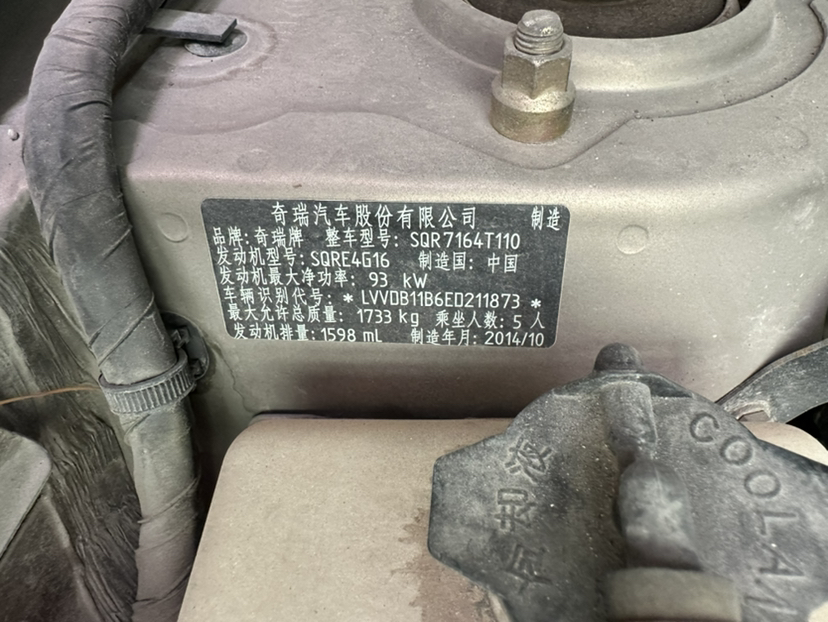 奇瑞汽车股份有限公司 制造
品牌: 奇瑞牌 整车型号: SQR7164T110
发动机型号: SQRE4G16 制造国: 中国
发动机最大净功率: 93 kW
车辆识别代号: * LVVDB11B6ED211873 *
最大允许总质量: 1733 kg 乘坐人数: 5 人
发动机排量: 1598 mL 制造年月: 2014/10
冷却液
COOLAN